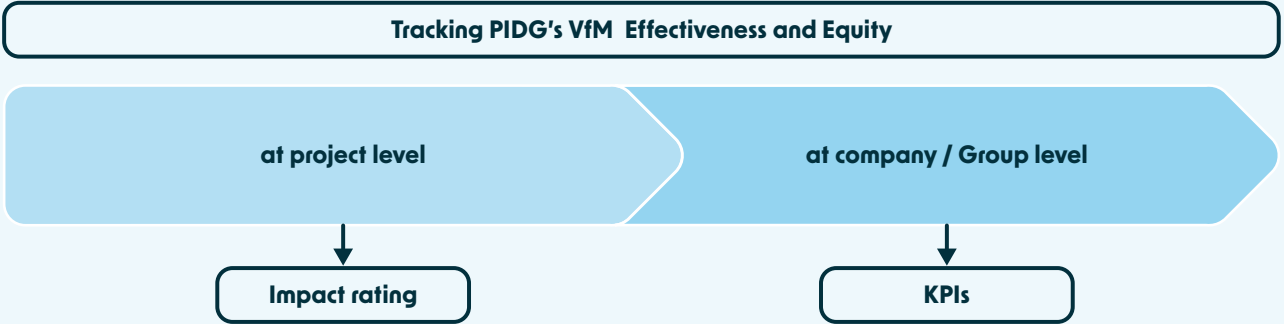 Tracking PIDG's VfM Effectiveness and Equity
at project level
at company / Group level
Impact rating
KPIs